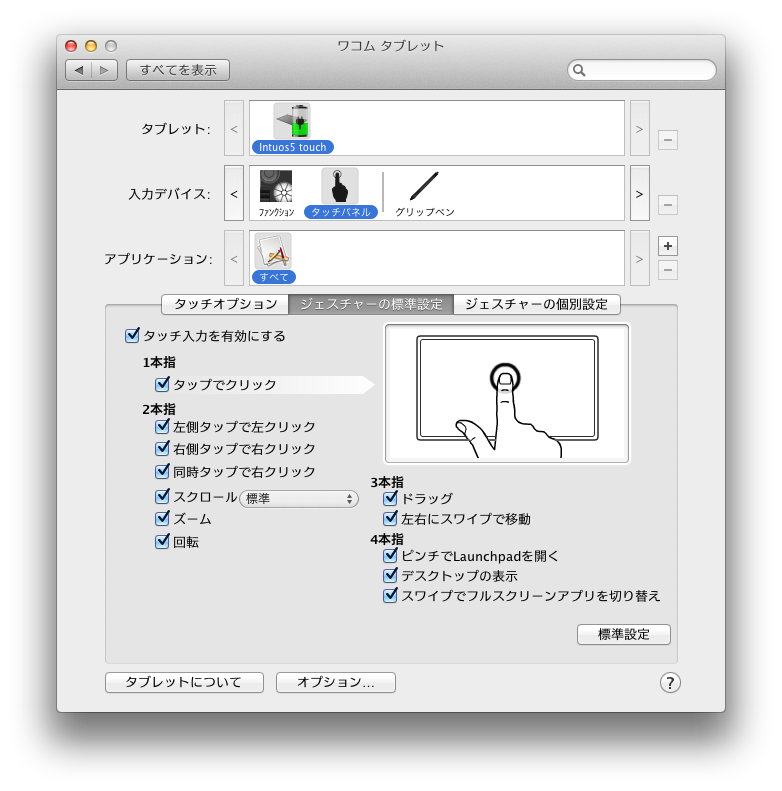 ワコム タブレット
すべてを表示
タブレット:
Intuos5 touch
入力デバイス:
ファンクション
タッチパネル
グリップペン
アプリケーション:
すべて
タッチオプション
ジェスチャーの標準設定
ジェスチャーの個別設定
タッチ入力を有効にする
1本指
タップでクリック
2本指
左側タップで左クリック
右側タップで右クリック
同時タップで右クリック
スクロール 標準
ズーム
回転
3本指
ドラッグ
左右にスワイプで移動
4本指
ピンチでLaunchpadを開く
デスクトップの表示
スワイプでフルスクリーンアプリを切り替え
標準設定
タブレットについて
オプション...
?